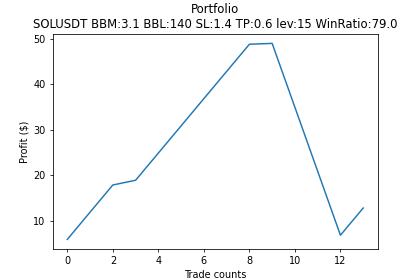 Portfolio
SOLUSDT BBM:3.1 BBL:140 SL:1.4 TP:0.6 lev:15 WinRatio:79.0
50
40
30
20
10
Profit ($)
0 2 4 6 8 10 12
Trade counts